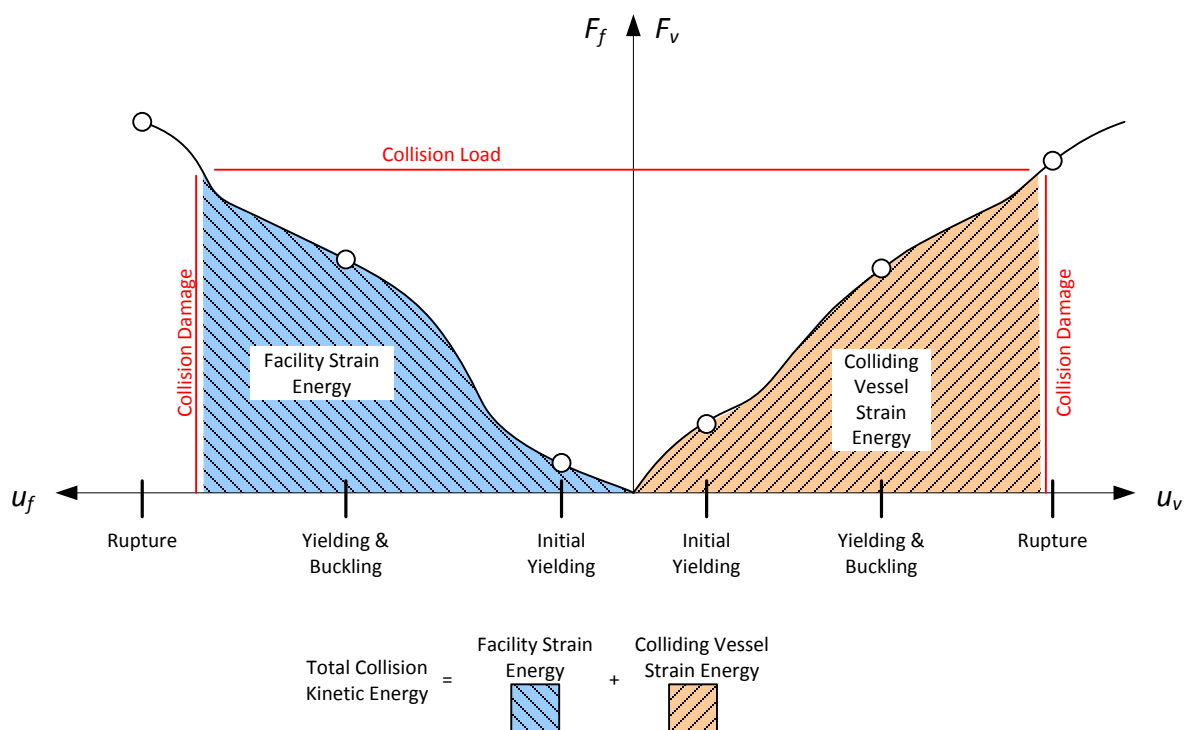 F_f F_v
Collision Load
Collision Damage
Facility Strain
Energy
Colliding
Vessel
Strain
Energy
Collision Damage
u_f
u_v
Rupture
Yielding &
Buckling
Initial
Yielding
Initial
Yielding
Yielding &
Buckling
Rupture
Total Collision
Kinetic Energy
=
Facility Strain
Energy
+
Colliding Vessel
Strain Energy